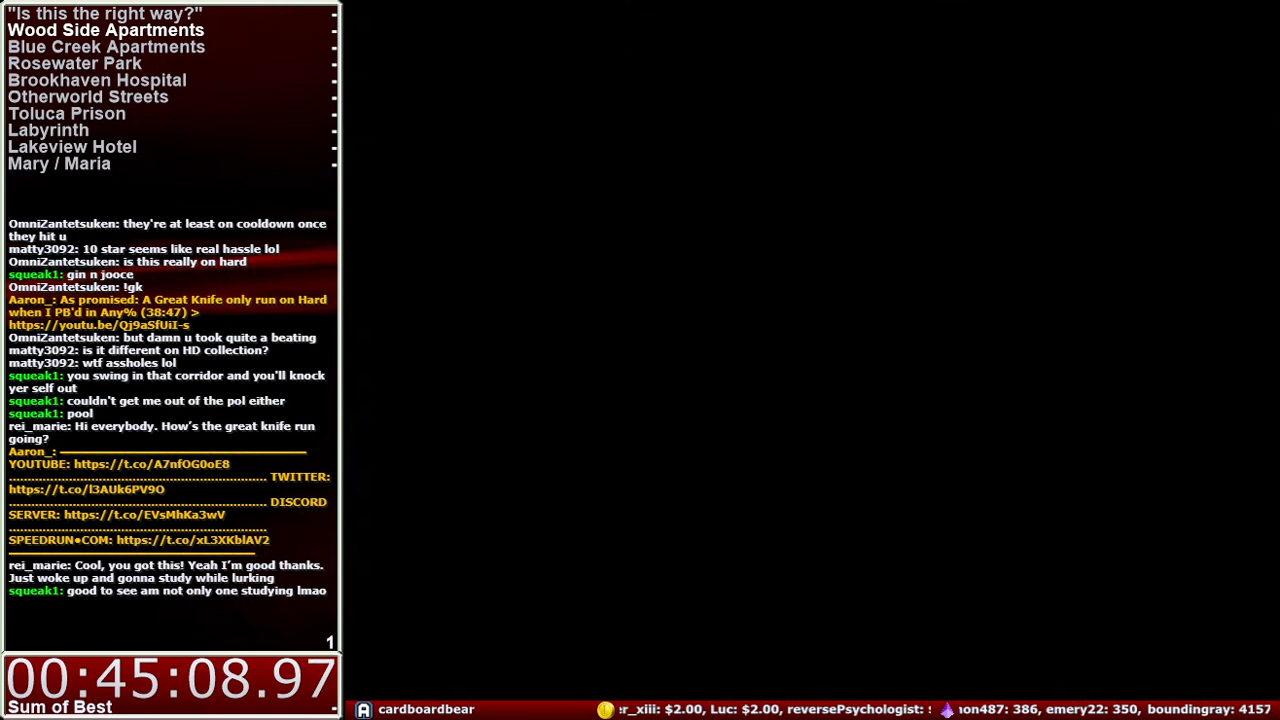 "Is this the right way?" -
Wood Side Apartments -
Blue Creek Apartments -
Rosewater Park -
Brookhaven Hospital -
Otherworld Streets -
Toluca Prison -
Labyrinth -
Lakeview Hotel -
Mary / Maria -
OmniZantetsuken: they're at least on cooldown once
they hit u
matty3092: 10 star seems like real hassle lol
OmniZantetsuken: is this really on hard
squeak1: gin n jooce
OmniZantetsuken: !gk
Aaron_: As promised: A Great Knife only run on Hard
when I PB'd in Any% (38:47) >
https://youtu.be/Qj9aSfUiI-s
OmniZantetsuken: but damn u took quite a beating
matty3092: is it different on HD collection?
matty3092: wtf assholes lol
squeak1: you swing in that corridor and you'll knock
yer self out
squeak1: couldn't get me out of the pol either
squeak1: pool
rei_marie: Hi everybody. How's the great knife run
going?
Aaron_:
YOUTUBE: https://t.co/A7nfOG0oE8
TWITTER:
https://t.co/l3AUk6PV9O
DISCORD
SERVER: https://t.co/EVsMhKa3wV
SPEEDRUN●COM: https://t.co/xL3XKblAV2
rei_marie: Cool, you got this! Yeah I'm good thanks.
Just woke up and gonna study while lurking
squeak1: good to see am not only one studying lmao
1
00:45:08.97
Sum of Best -
cardboardbear
er_xiii: $2.00, Luc: $2.00, reversePsychologist:
non487: 386, emery22: 350, boundingray: 4157